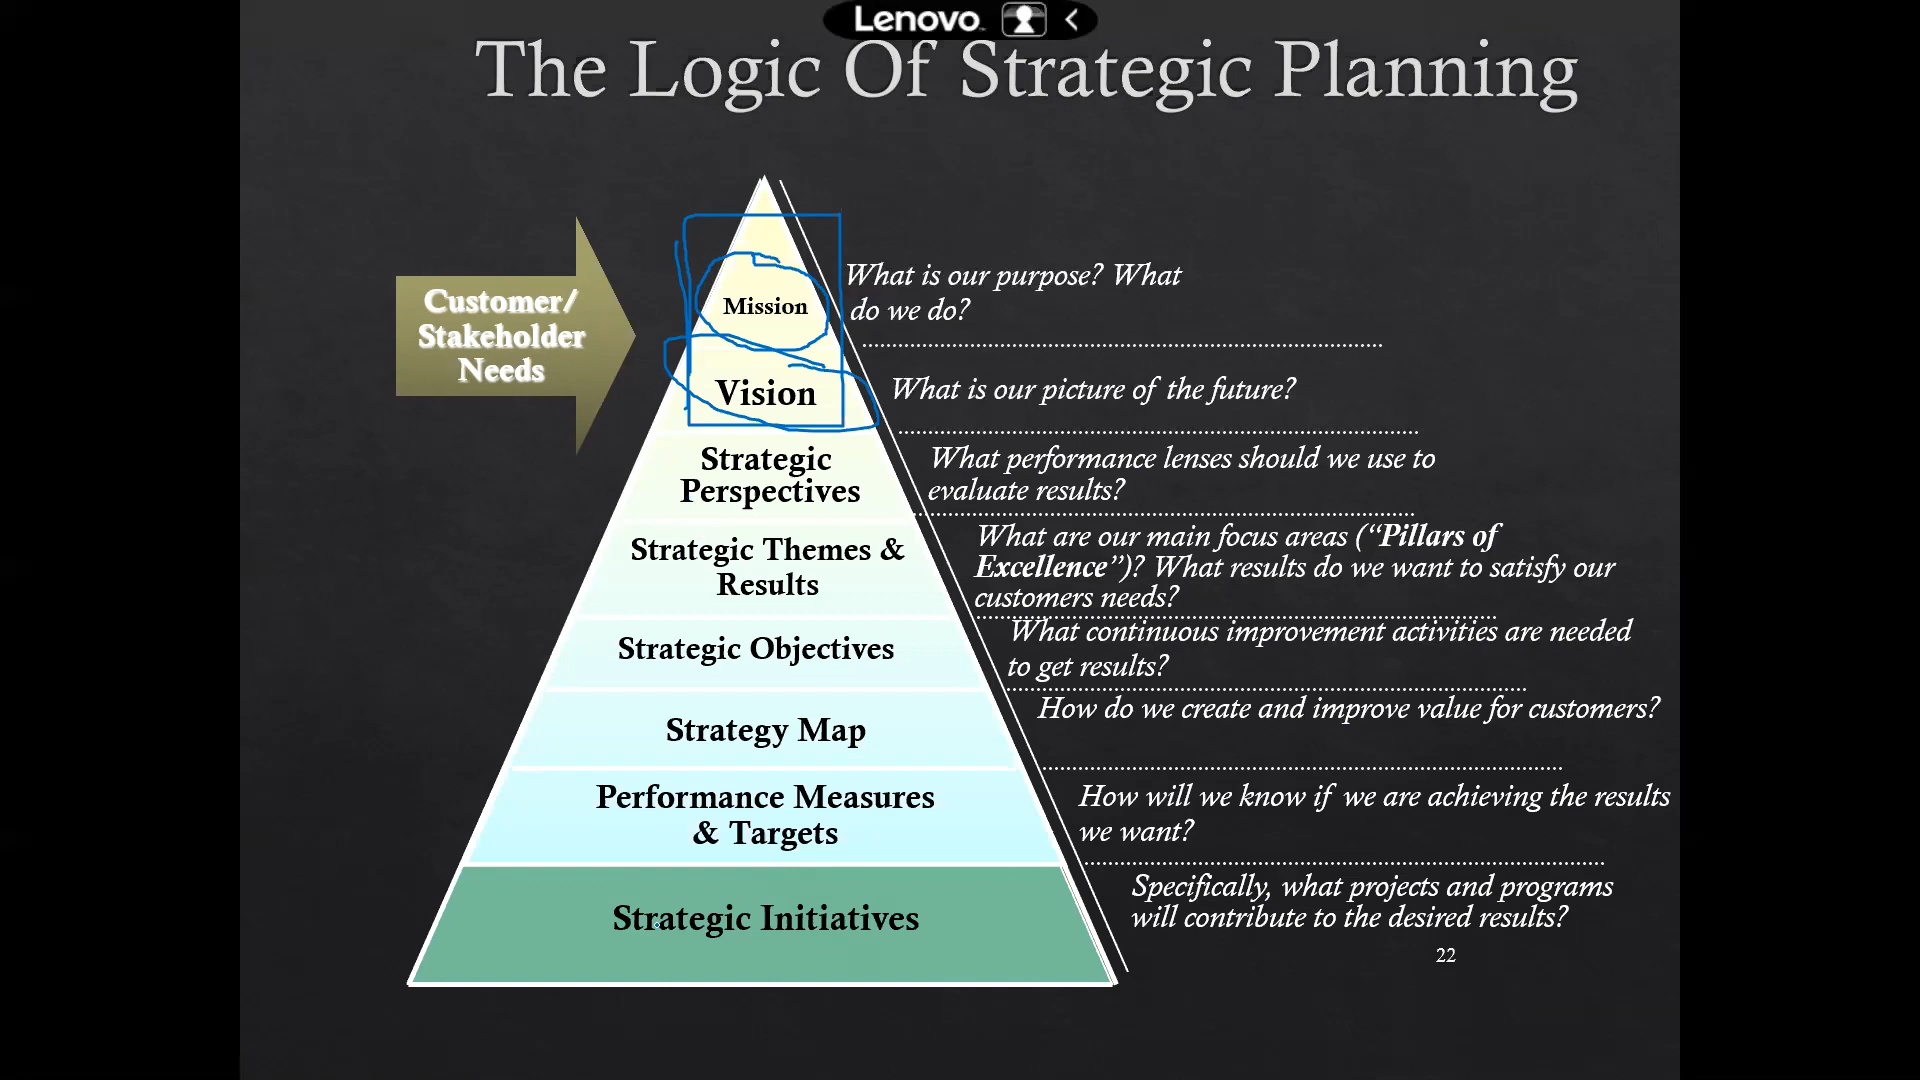 Lenovo
The Logic Of Strategic Planning
Customer/
Stakeholder
Needs
Mission
What is our purpose? What
do we do?
Vision
What is our picture of the future?
Strategic
Perspectives
What performance lenses should we use to
evaluate results?
Strategic Themes &
Results
What are our main focus areas (“Pillars of
Excellence”)? What results do we want to satisfy our
customers needs?
Strategic Objectives
What continuous improvement activities are needed
to get results?
Strategy Map
How do we create and improve value for customers?
Performance Measures
& Targets
How will we know if we are achieving the results
we want?
Strategic Initiatives
Specifically, what projects and programs
will contribute to the desired results?
22